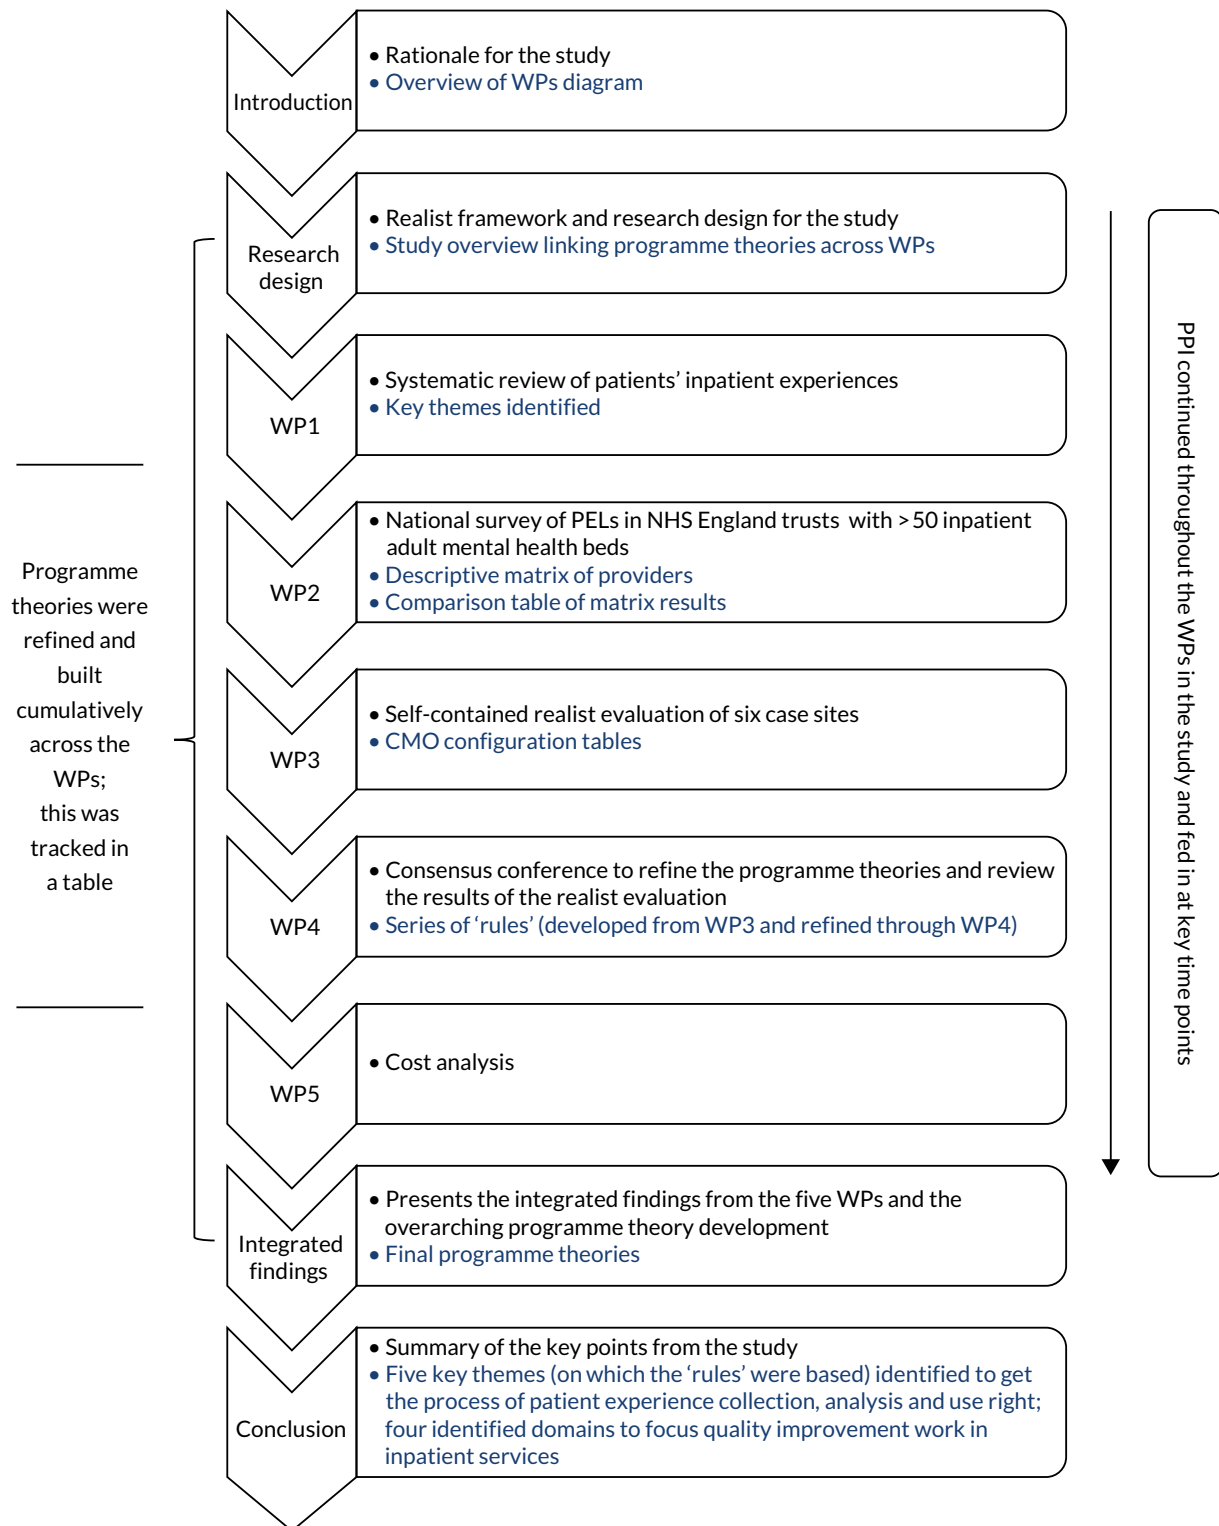 Introduction
• Rationale for the study
• Overview of WPs diagram
Research
design
• Realist framework and research design for the study
• Study overview linking programme theories across WPs
WP1
• Systematic review of patients’ inpatient experiences
• Key themes identified
WP2
• National survey of PELs in NHS England trusts with >50 inpatient
adult mental health beds
• Descriptive matrix of providers
• Comparison table of matrix results
WP3
• Self-contained realist evaluation of six case sites
• CMO configuration tables
WP4
• Consensus conference to refine the programme theories and review
the results of the realist evaluation
• Series of ‘rules’ (developed from WP3 and refined through WP4)
WP5
• Cost analysis
Integrated
findings
• Presents the integrated findings from the five WPs and the
overarching programme theory development
• Final programme theories
Conclusion
• Summary of the key points from the study
• Five key themes (on which the ‘rules’ were based) identified to get
the process of patient experience collection, analysis and use right;
four identified domains to focus quality improvement work in
inpatient services
Programme
theories were
refined and
built
cumulatively
across the
WPs;
this was
tracked in
a table
PPI continued throughout the WPs in the study and fed in at key time points